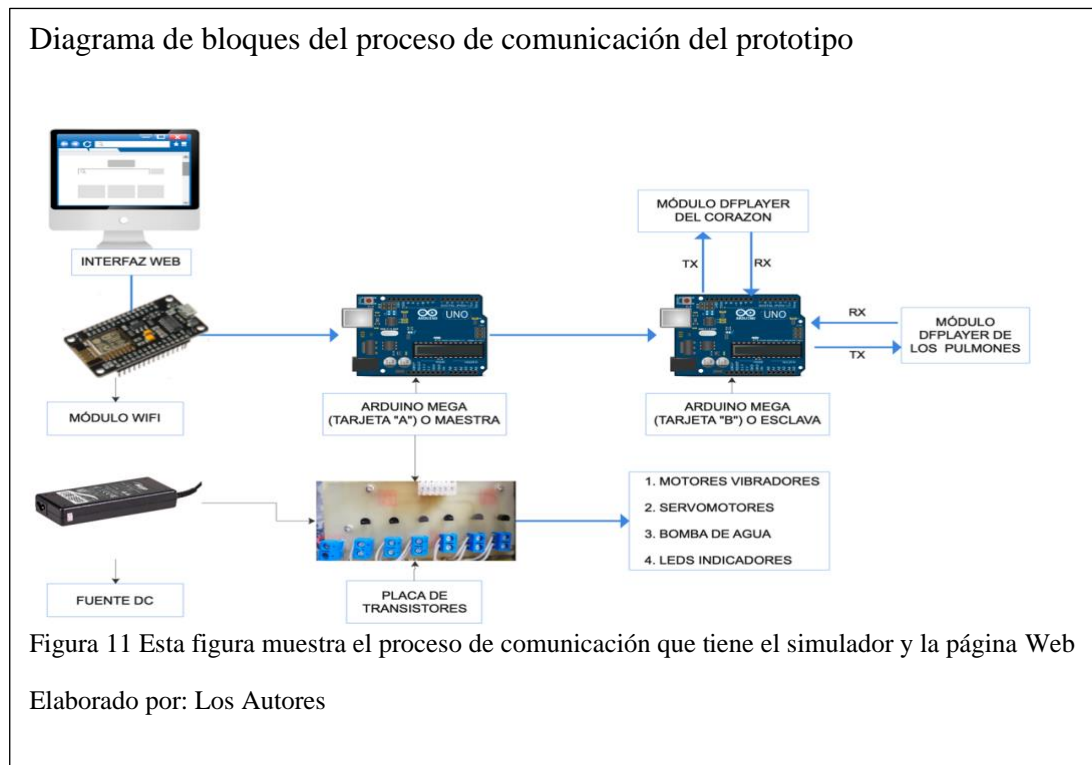 Diagrama de bloques del proceso de comunicación del prototipo
INTERFAZ WEB
MÓDULO WIFI
UNO
ARDUINO MEGA
(TARJETA "A") O MAESTRA
MÓDULO DFPLAYER
DEL CORAZON
TX
RX
UNO
RX
TX
MÓDULO
DFPLAYER DE
LOS PULMONES
ARDUINO MEGA
(TARJETA "B") O ESCLAVA
FUENTE DC
PLACA DE
TRANSISTORES
1. MOTORES VIBRADORES
2. SERVOMOTORES
3. BOMBA DE AGUA
4. LEDS INDICADORES
Figura 11 Esta figura muestra el proceso de comunicación que tiene el simulador y la página Web
Elaborado por: Los Autores